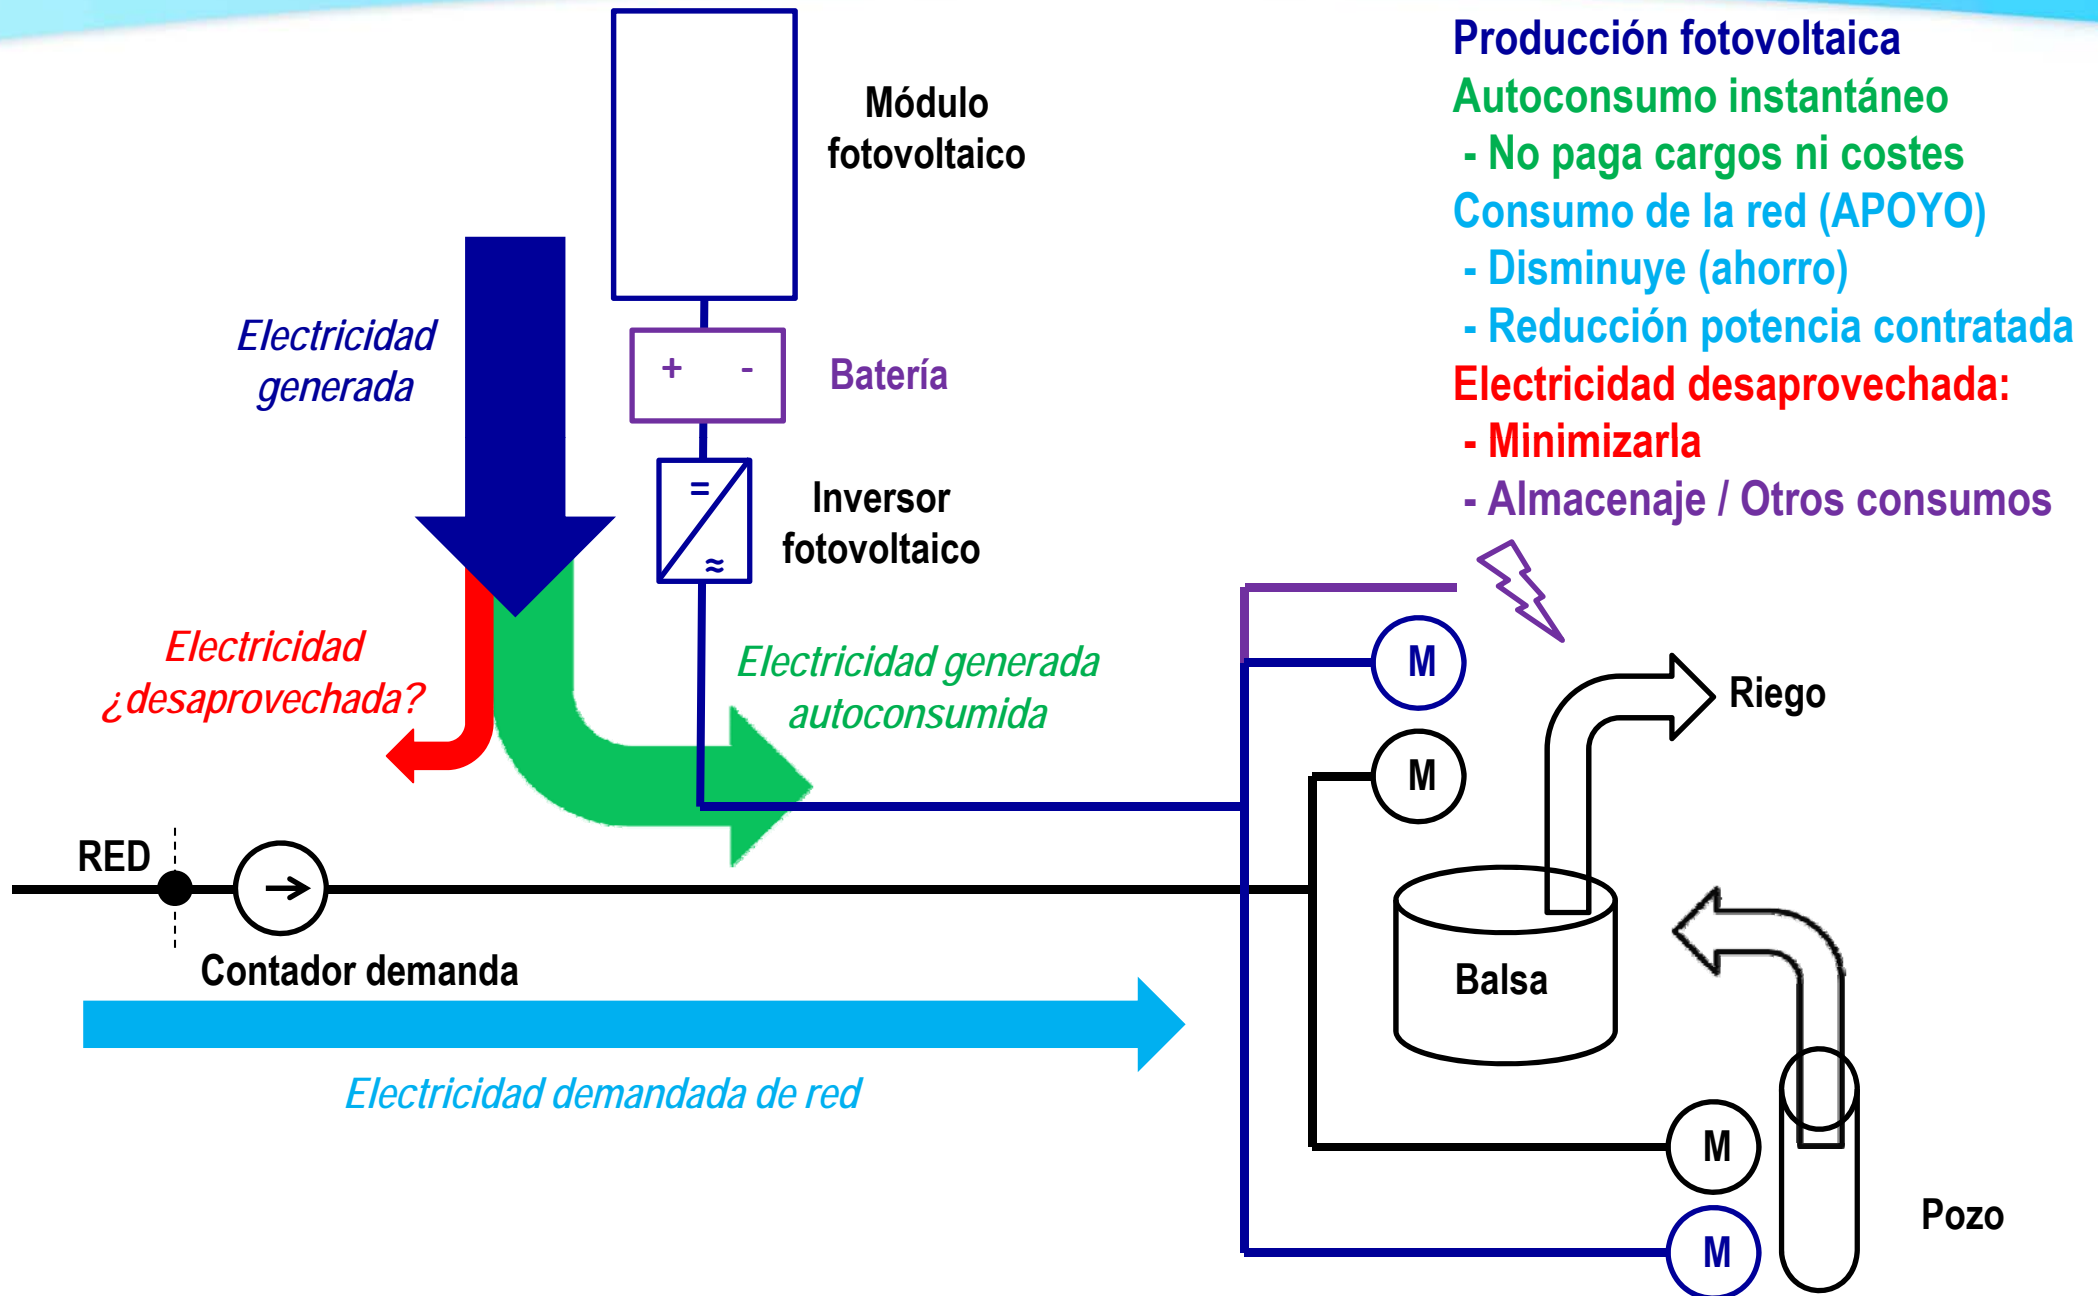 Producción fotovoltaica
Autoconsumo instantáneo
- No paga cargos ni costes
Consumo de la red (APOYO)
- Disminuye (ahorro)
- Reducción potencia contratada
Electricidad desaprovechada:
- Minimizarla
- Almacenaje / Otros consumos
Módulo
fotovoltaico
Electricidad
generada
+ -
Batería
=
≈
Inversor
fotovoltaico
Electricidad
¿desaprovechada?
Electricidad generada
autoconsumida
M
Riego
M
RED
Contador demanda
Balsa
Electricidad demandada de red
M
Pozo
M